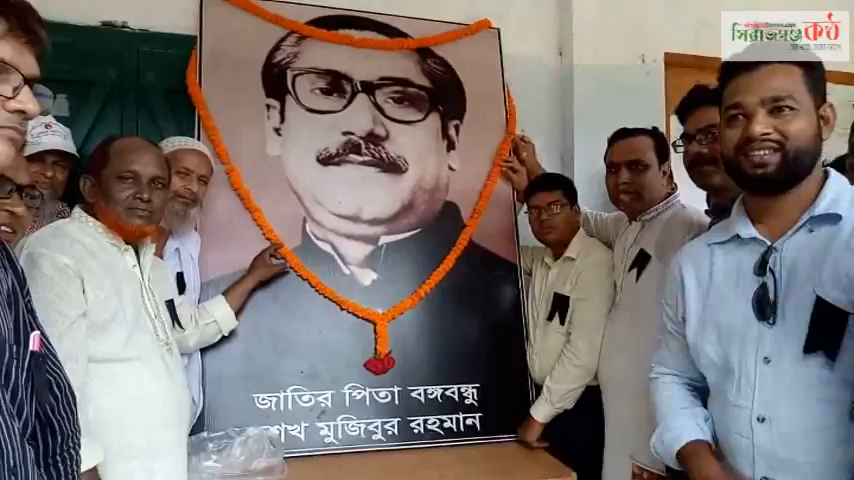 সিরাজগঞ্জ কণ্ঠ
জাতির পিতা বঙ্গবন্ধু
শেখ মুজিবুর রহমান